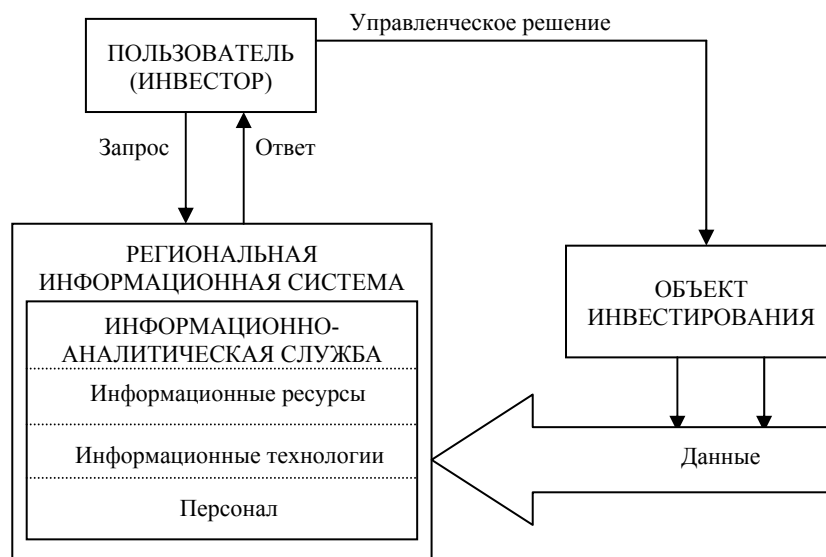 Управленческое решение
ПОЛЬЗОВАТЕЛЬ
(ИНВЕСТОР)
Запрос
Ответ
РЕГИОНАЛЬНАЯ
ИНФОРМАЦИОННАЯ СИСТЕМА
ИНФОРМАЦИОННО-
АНАЛИТИЧЕСКАЯ СЛУЖБА
Информационные ресурсы
Информационные технологии
Персонал
ОБЪЕКТ
ИНВЕСТИРОВАНИЯ
Данные